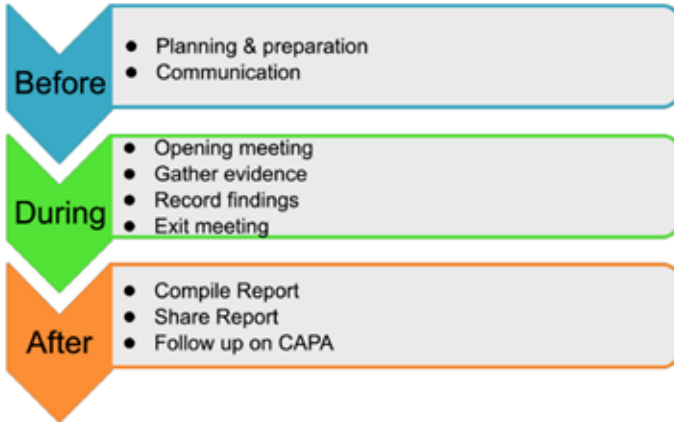 Before
● Planning & preparation
● Communication
During
● Opening meeting
● Gather evidence
● Record findings
● Exit meeting
After
● Compile Report
● Share Report
● Follow up on CAPA